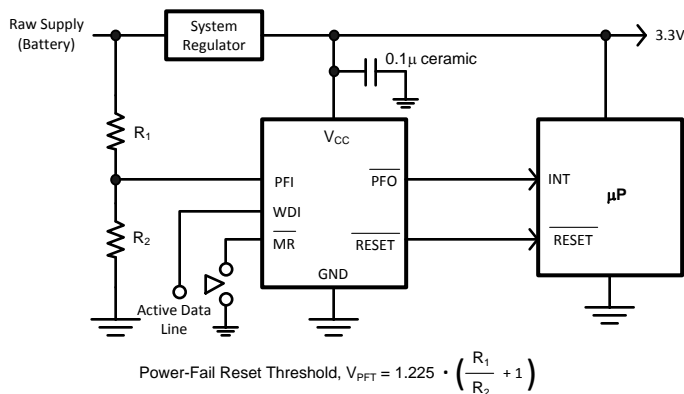 Raw Supply
(Battery)
System
Regulator
3.3V
0.1μ ceramic
R1
VCC
PFI
PFO
INT
μP
WDI
R2
MR
RESET
RESET
GND
Active Data
Line
Power-Fail Reset Threshold, VPFT = 1.225 • (R1/R2 + 1)